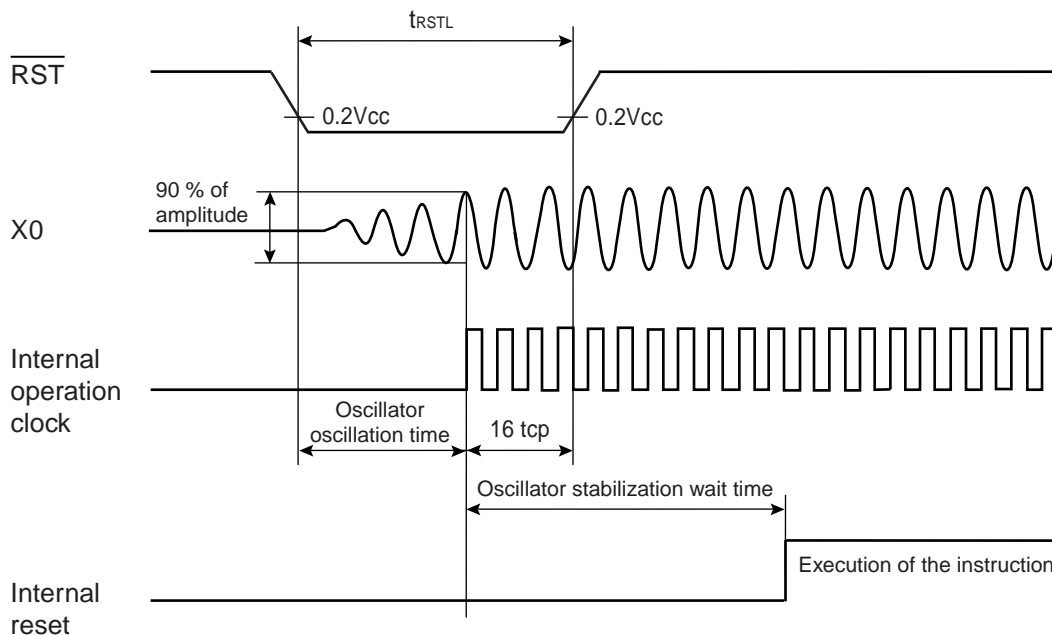 tRSTL
RST
0.2Vcc
0.2Vcc
90 % of
amplitude
X0
Internal
operation
clock
Oscillator
oscillation time
16 tcp
Oscillator stabilization wait time
Execution of the instruction
Internal
reset